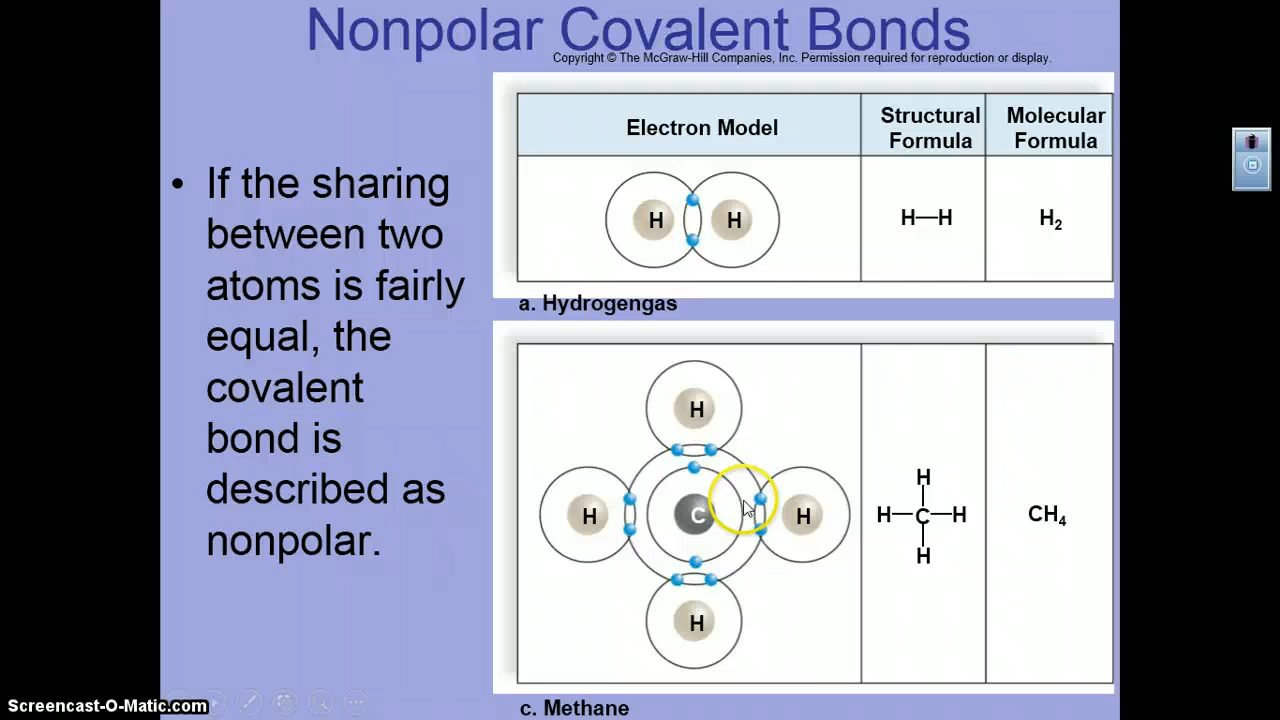 Nonpolar Covalent Bonds
Copyright © The McGraw-Hill Companies, Inc. Permission required for reproduction or display.
• If the sharing
between two
atoms is fairly
equal, the
covalent
bond is
described as
nonpolar.
Electron Model
Structural
Formula
Molecular
Formula
H H
H—H
H₂
a. Hydrogengas
H
H C H
H
H
H—C—H
H
CH₄
c. Methane
Screencast-O-Matic.com